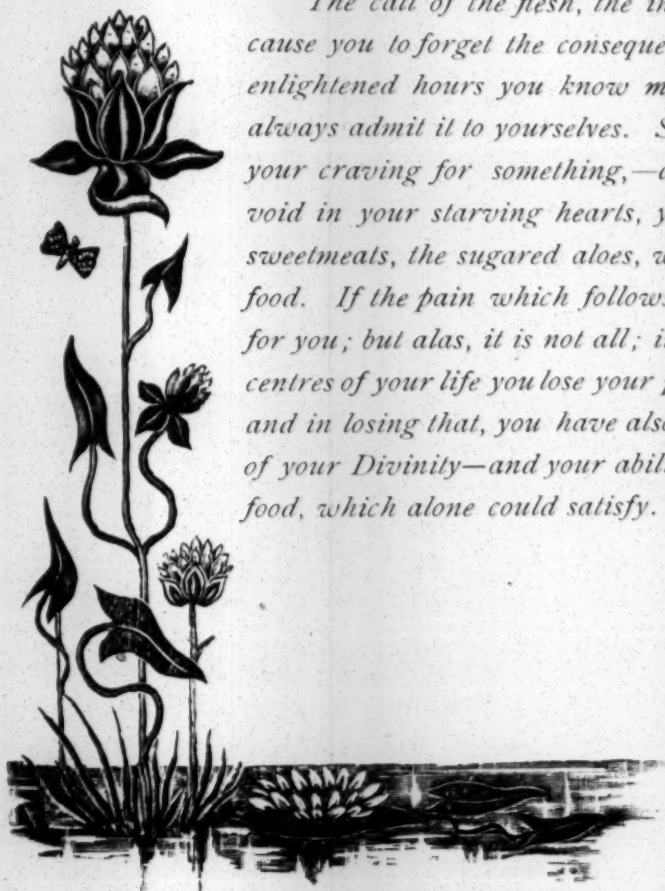 The call of the flesh, the
cause you to forget the conseque
enlightened hours you know m
always admit it to yourselves. S
your craving for something,—
void in your starving hearts, y
sweetmeats, the sugared aloes, w
food. If the pain which follows
for you; but alas, it is not all; i
centres of your life you lose your
and in losing that, you have also
of your Divinity—and your abil
food, which alone could satisfy.